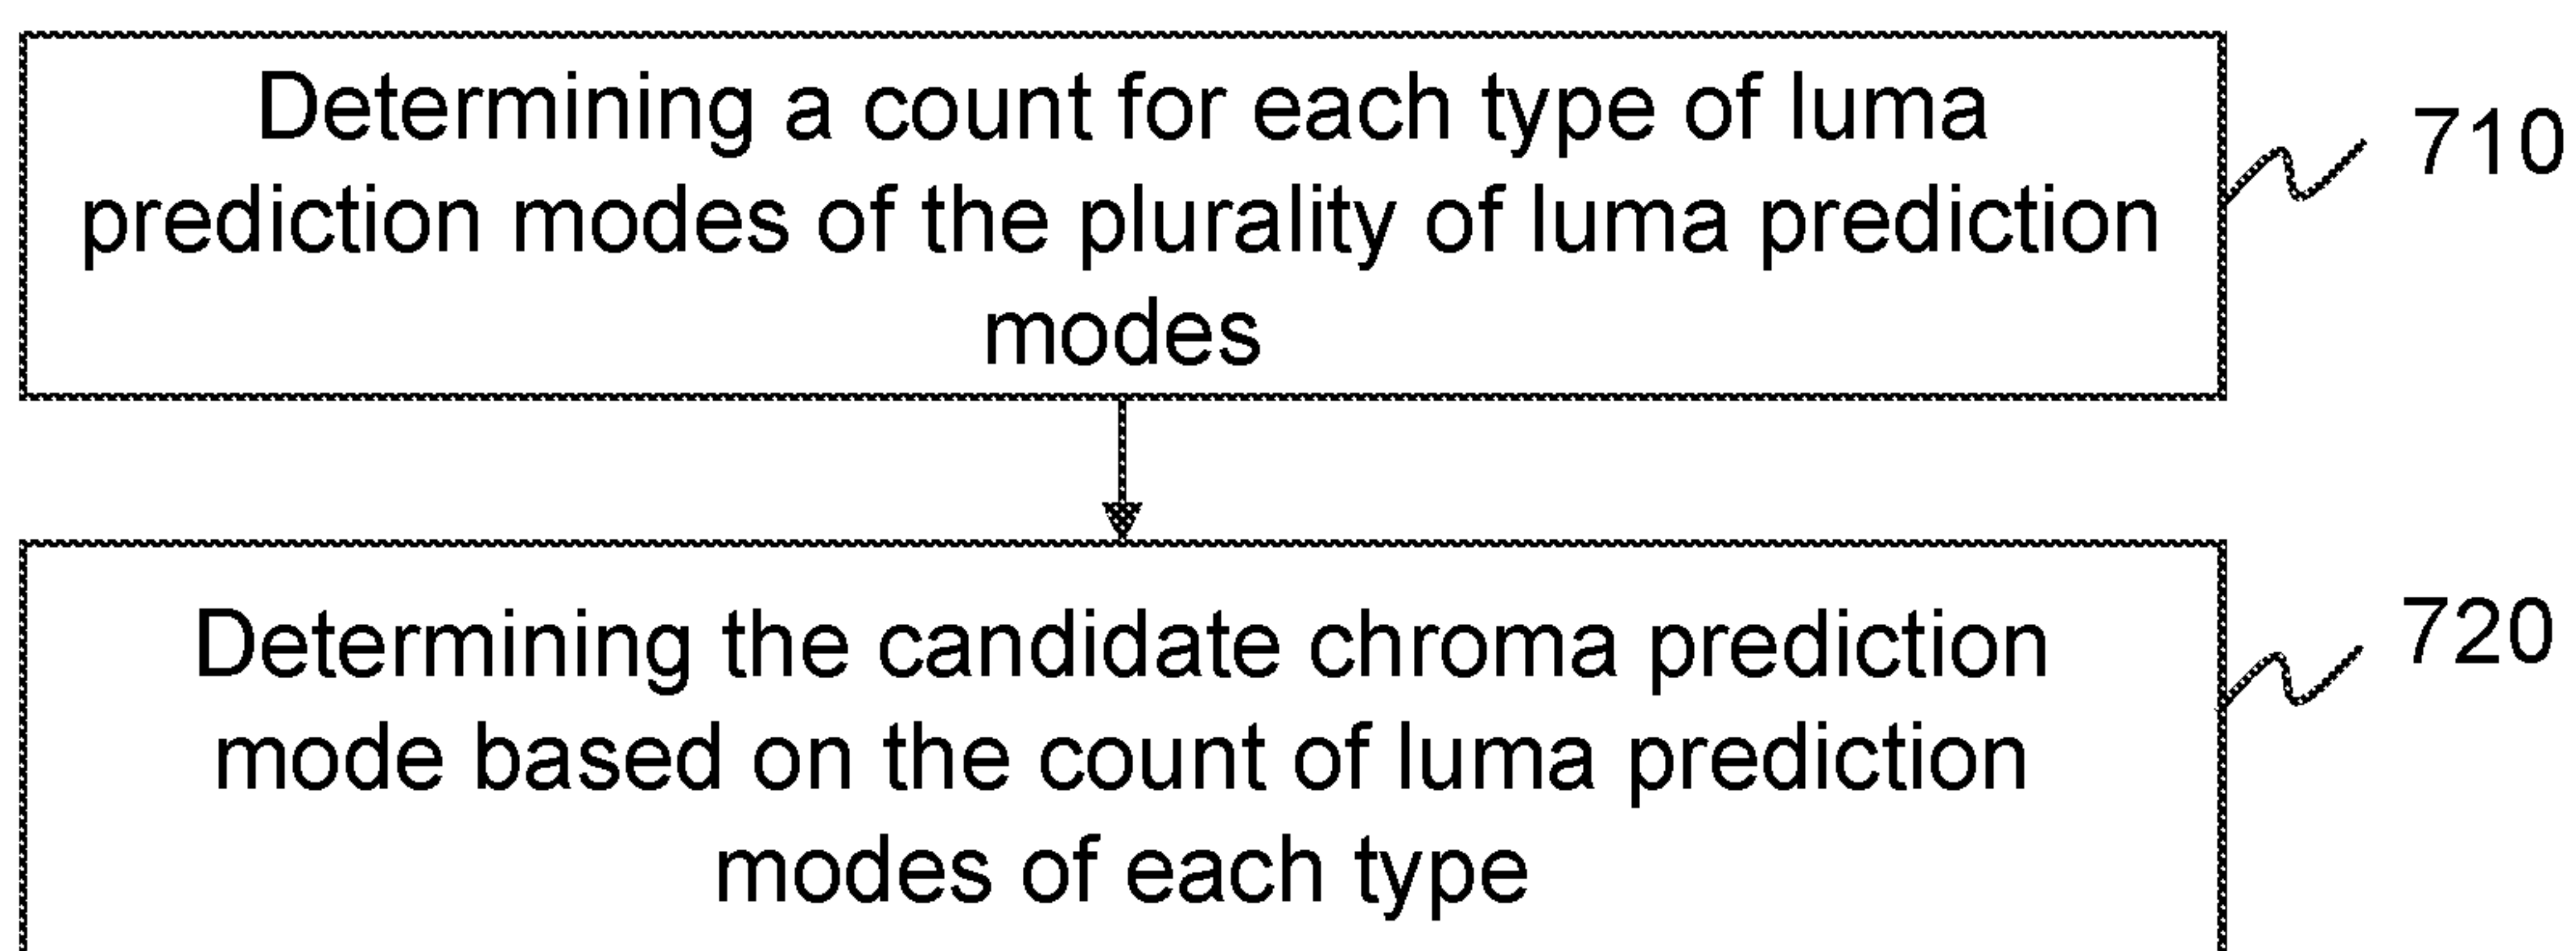 Determining a count for each type of luma
prediction modes of the plurality of luma prediction
modes
710
Determining the candidate chroma prediction
mode based on the count of luma prediction
modes of each type
720